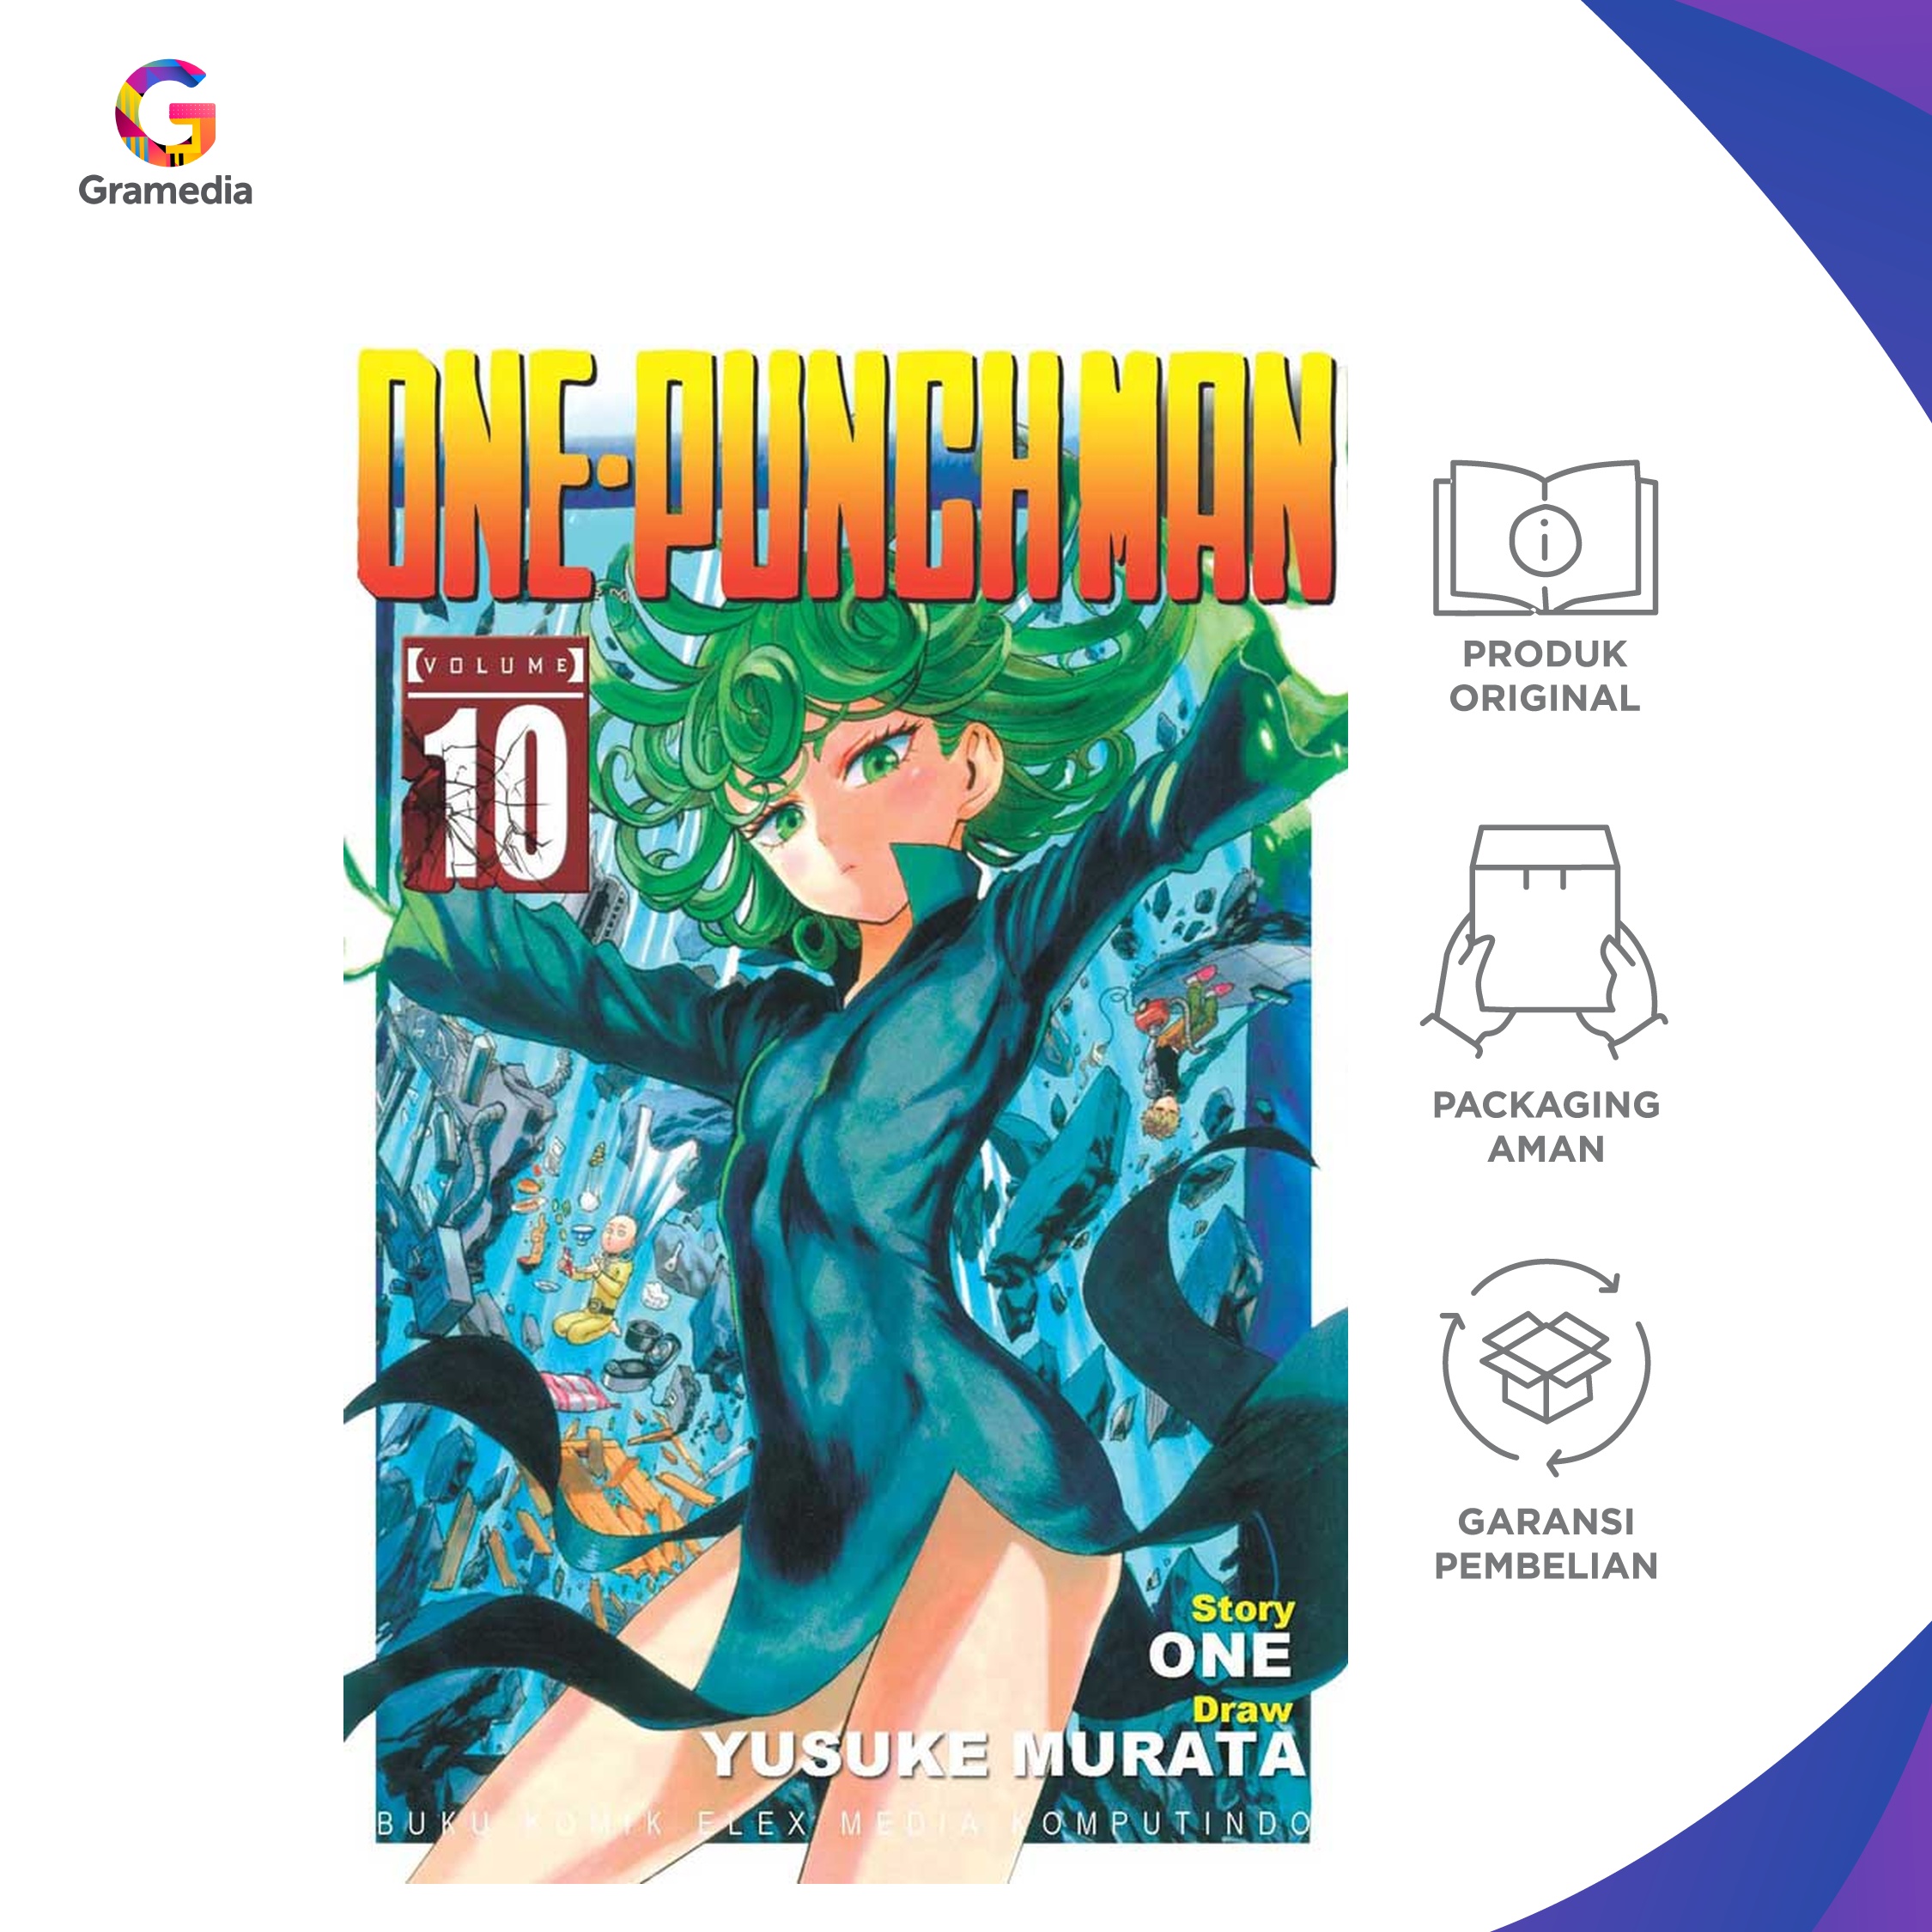 Gramedia
ONE-PUNCH MAN
VOLUME
10
PRODUK
ORIGINAL
PACKAGING
AMAN
GARANSI
PEMBELIAN
Story
ONE
Draw
YUSUKE MURATA
BUKU KOMIK ELEX MEDIA KOMPUTINDO